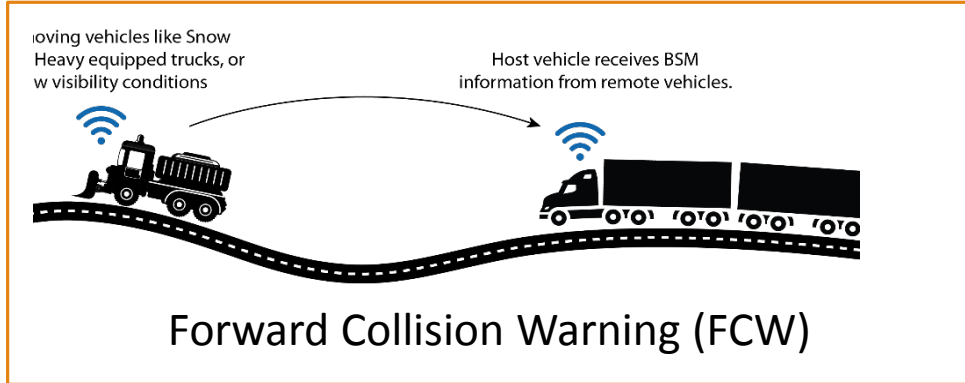 oving vehicles like Snow
Heavy equipped trucks, or
w visibility conditions
Host vehicle receives BSM
information from remote vehicles.
Forward Collision Warning (FCW)